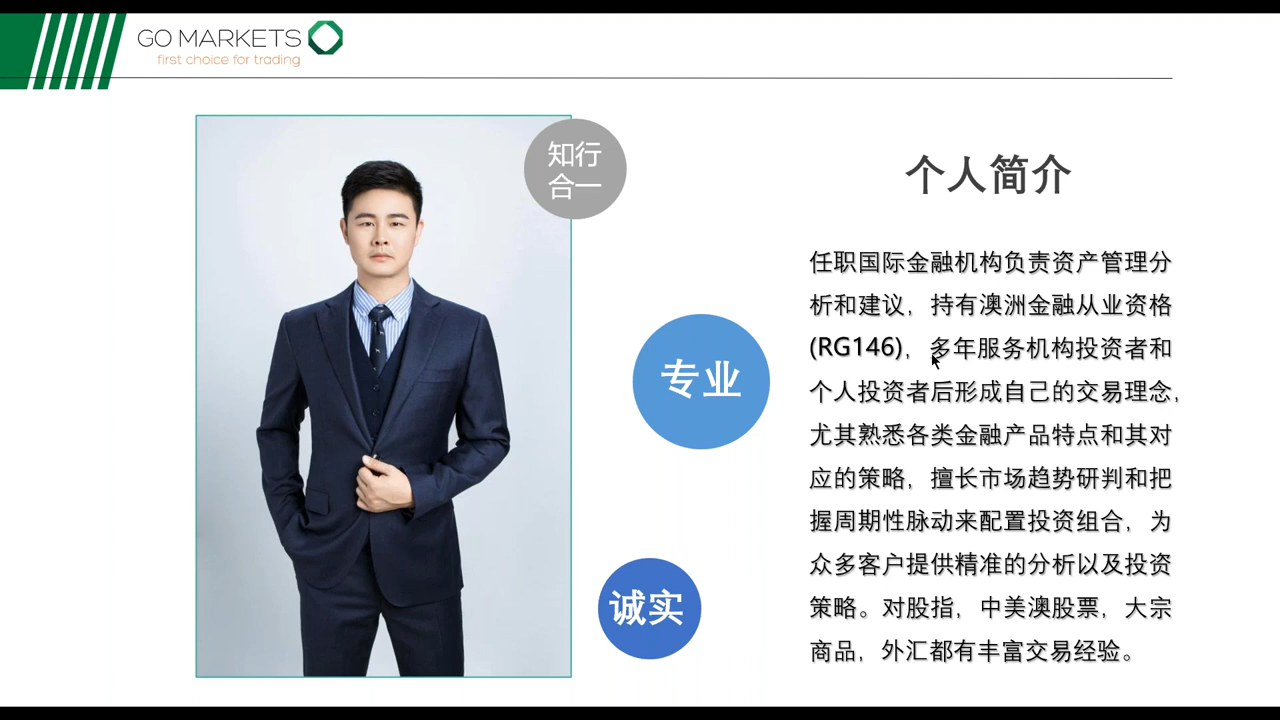 GO MARKETS
first choice for trading
知行
合一
专业
诚实
个人简介
任职国际金融机构负责资产管理分
析和建议，持有澳洲金融从业资格
(RG146)，多年服务机构投资者和
个人投资者后形成自己的交易理念,
尤其熟悉各类金融产品特点和其对
应的策略，擅长市场趋势研判和把
握周期性脉动来配置投资组合，为
众多客户提供精准的分析以及投资
策略。对股指，中美澳股票，大宗
商品，外汇都有丰富交易经验。